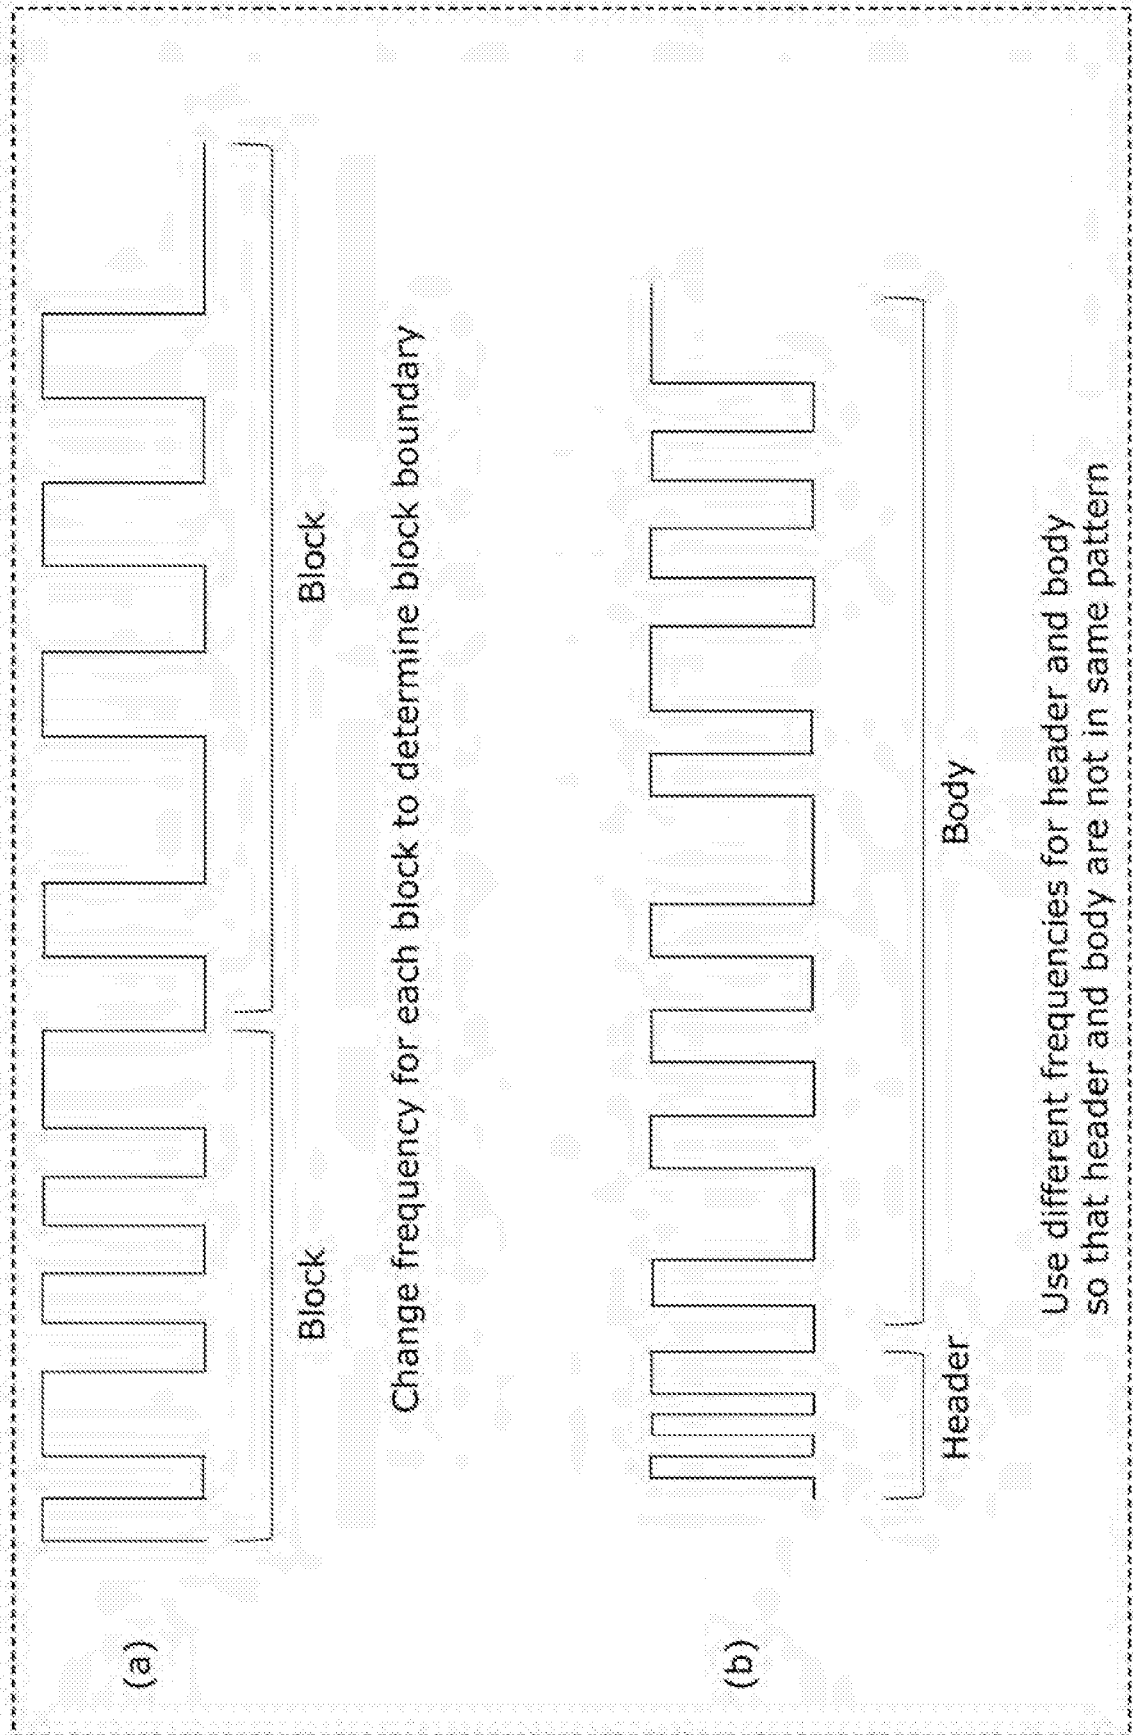 (a)
Block
Block
Change frequency for each block to determine block boundary
(b)
Header
Body
Use different frequencies for header and body
so that header and body are not in same pattern